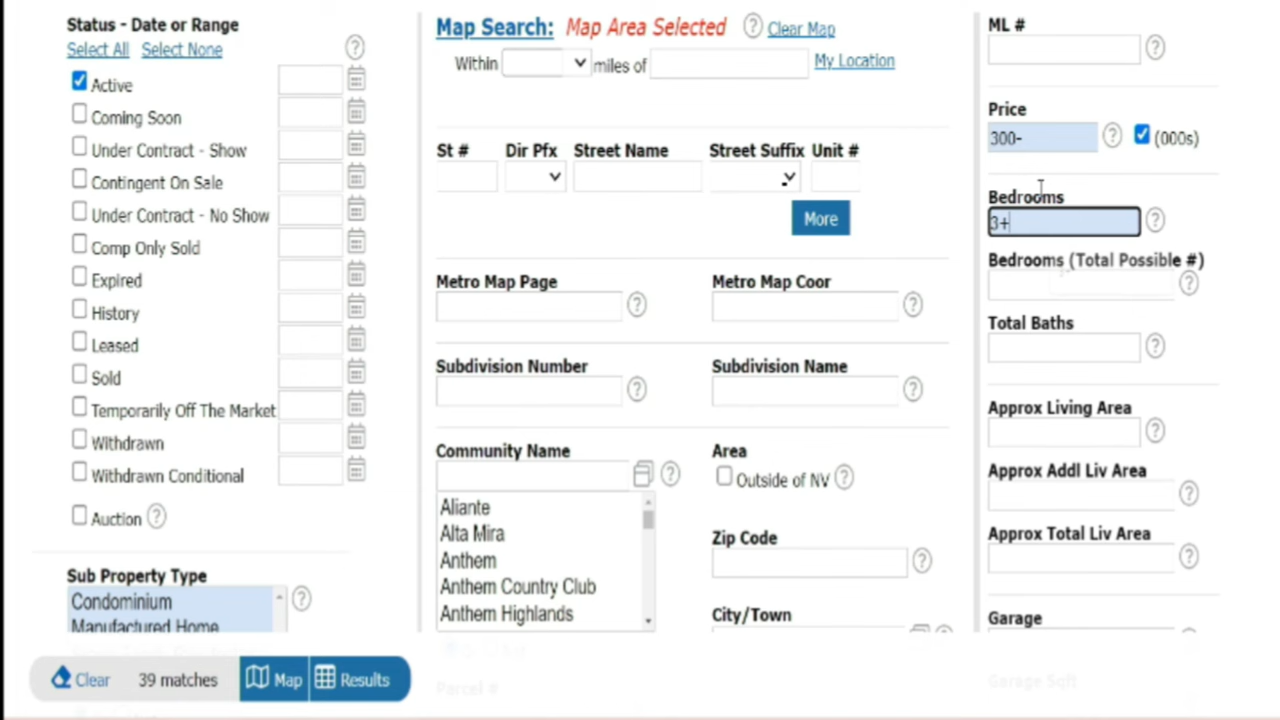 Status - Date or Range
Select All Select None
Active
Coming Soon
Under Contract - Show
Contingent On Sale
Under Contract - No Show
Comp Only Sold
Expired
History
Leased
Sold
Temporarily Off The Market
Withdrawn
Withdrawn Conditional
Auction
Sub Property Type
Condominium
Manufactured Home
Clear 39 matches Map Results
Map Search: Map Area Selected Clear Map
Within miles of My Location
St # Dir Pfx Street Name Street Suffix Unit #
More
Metro Map Page Metro Map Coor
Subdivision Number Subdivision Name
Community Name
Aliante
Alta Mira
Anthem
Anthem Country Club
Anthem Highlands
Area
Outside of NV
Zip Code
City/Town
Parcel #
ML #
Price
300- (000s)
Bedrooms
3+
Bedrooms (Total Possible #)
Total Baths
Approx Living Area
Approx Addl Liv Area
Approx Total Liv Area
Garage
Garage Sqft